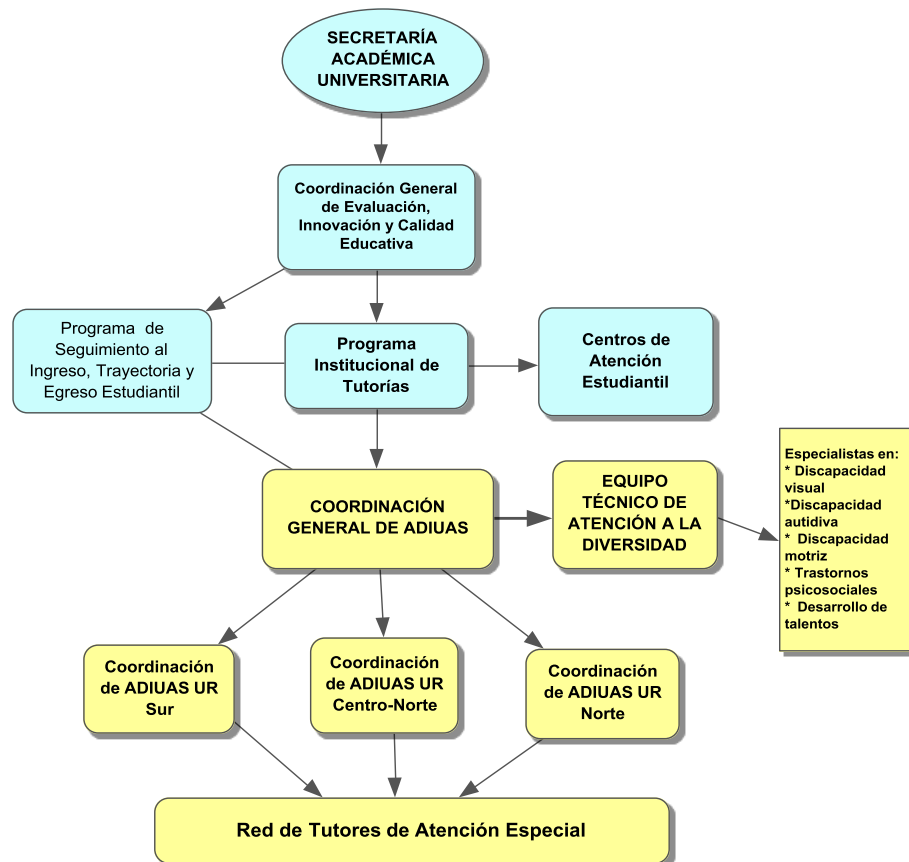 SECRETARÍA
ACADÉMICA
UNIVERSITARIA
Coordinación General
de Evaluación,
Innovación y Calidad
Educativa
Programa de
Seguimiento al
Ingreso, Trayectoria y
Egreso Estudiantil
Programa
Institucional de
Tutorías
Centros de
Atención
Estudiantil
COORDINACIÓN
GENERAL DE ADIUAS
EQUIPO
TÉCNICO DE
ATENCIÓN A LA
DIVERSIDAD
Especialistas en:
* Discapacidad
visual
*Discapacidad
autidiva
* Discapacidad
motriz
* Trastornos
psicosociales
* Desarrollo de
talentos
Coordinación
de ADIUAS UR
Sur
Coordinación
de ADIUAS UR
Centro-Norte
Coordinación
de ADIUAS UR
Norte
Red de Tutores de Atención Especial